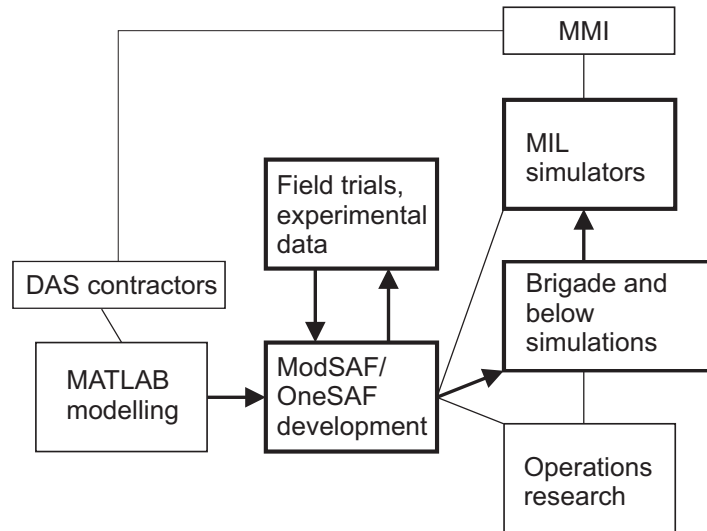 MMI
MIL
simulators
Field trials,
experimental
data
DAS contractors
Brigade and
below
simulations
MATLAB
modelling
ModSAF/
OneSAF
development
Operations
research